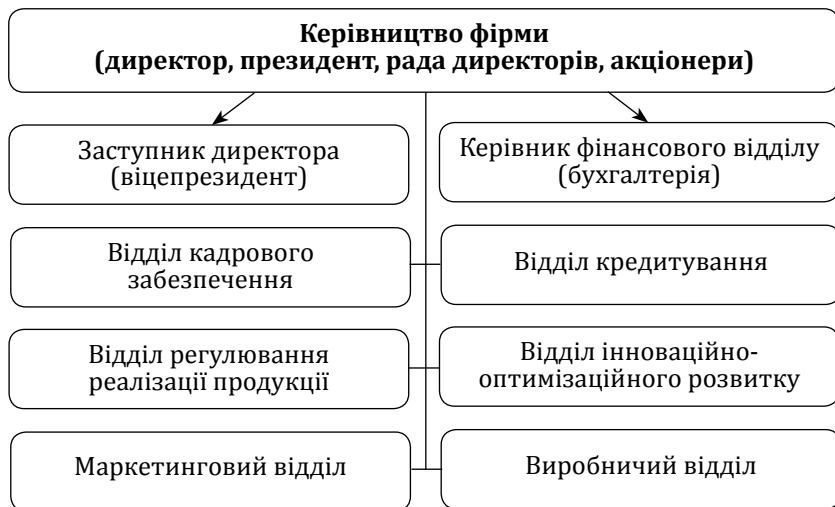 Керівництво фірми
(директор, президент, рада директорів, акціонери)
Заступник директора
(віцепрезидент)
Керівник фінансового відділу
(бухгалтерія)
Відділ кадрового
забезпечення
Відділ кредитування
Відділ регулювання
реалізації продукції
Відділ інноваційно-
оптимізаційного розвитку
Маркетинговий відділ
Виробничий відділ